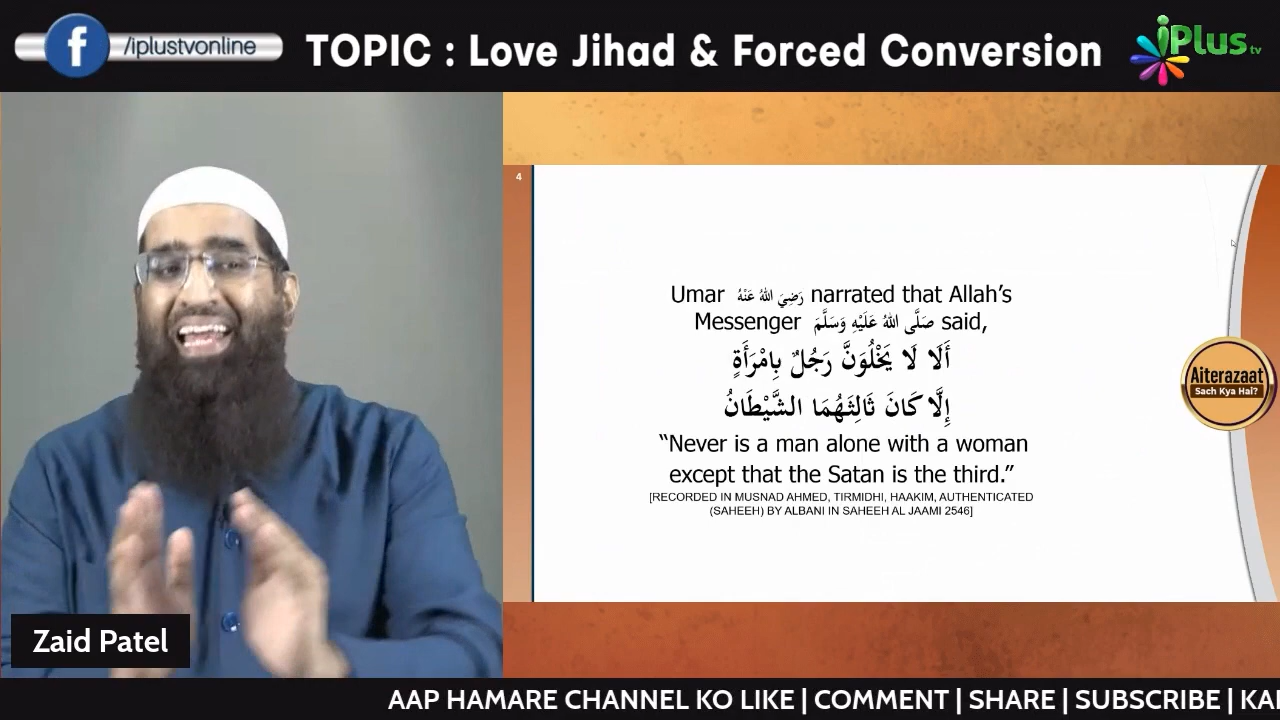 f /iplustvonline
TOPIC : Love Jihad & Forced Conversion
iPlus tv
4
Umar رَضِيَ اللهُ عَنْهُ narrated that Allah’s
Messenger صَلَّى اللهُ عَلَيْهِ وَسَلَّمَ said,
أَلَا لَا يَخْلُوَنَّ رَجُلٌ بِامْرَأَةٍ
إِلَّا كَانَ ثَالِثَهُمَا الشَّيْطَانُ
“Never is a man alone with a woman
except that the Satan is the third.”
[RECORDED IN MUSNAD AHMED, TIRMIDHI, HAAKIM, AUTHENTICATED
(SAHEEH) BY ALBANI IN SAHEEH AL JAAMI 2546]
Aiterazaat
Sach Kya Hai?
Zaid Patel
AAP HAMARE CHANNEL KO LIKE | COMMENT | SHARE | SUBSCRIBE |